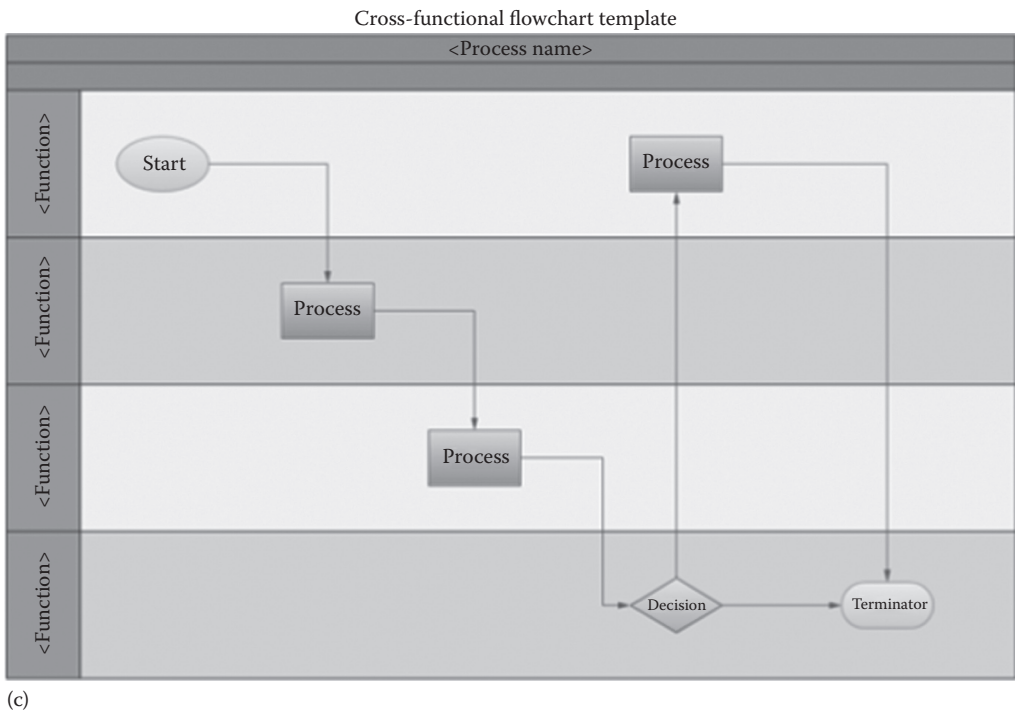 Cross-functional flowchart template
<Process name>
<Function>
Start
Process
<Function>
Process
<Function>
Process
<Function>
Decision
Terminator
(c)